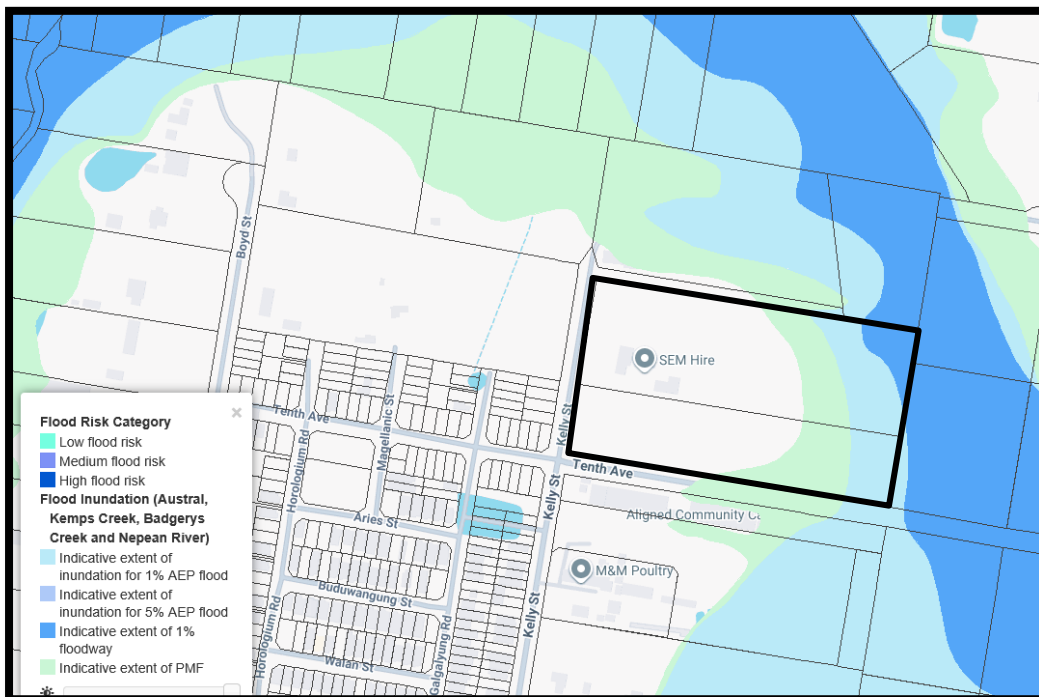 Boyd St
SEM Hire
Kelly St
Tenth Ave
Magellanic St
Horologium Rd
Tenth Ave
Aries St
Aligned Community C
Kelly St
M&M Poultry
Buduwangung St
Galgalyung Rd
Kelly St
Horologium Rd
Walan St
×
Flood Risk Category
Low flood risk
Medium flood risk
High flood risk
Flood Inundation (Austral,
Kemps Creek, Badgerys
Creek and Nepean River)
Indicative extent of
inundation for 1% AEP flood
Indicative extent of
inundation for 5% AEP flood
Indicative extent of 1%
floodway
Indicative extent of PMF